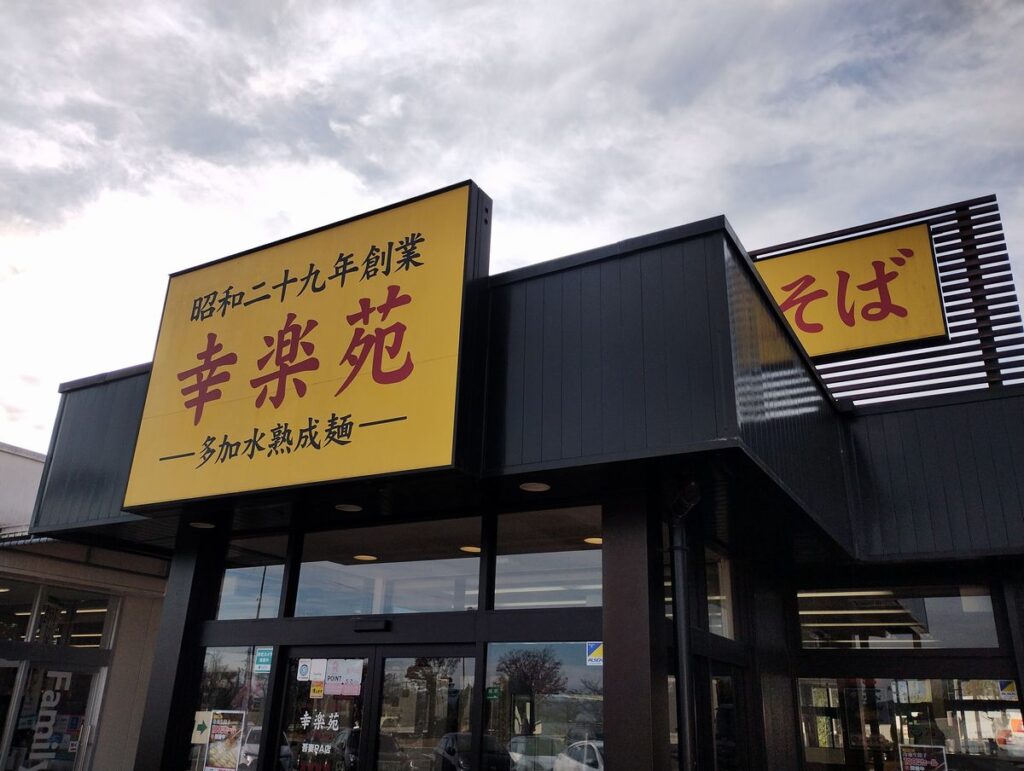 昭和二十九年創業
幸楽苑
多加水熟成麺
そば
Family
POINT
幸楽苑